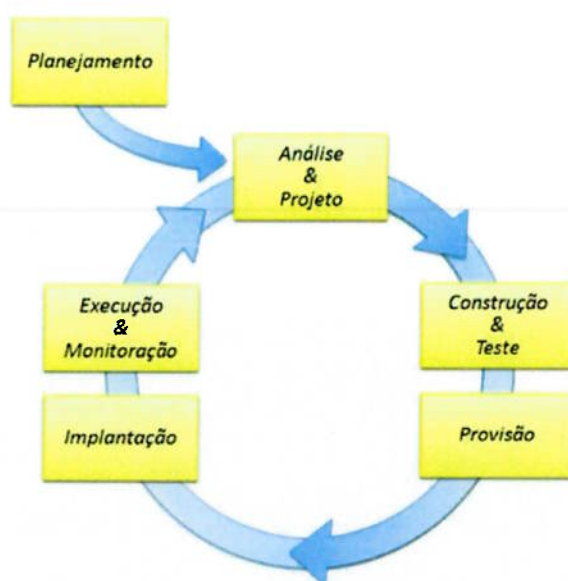 Planejamento
Análise
&
Projeto
Construção
&
Teste
Provisão
Implantação
Execução
&
Monitoração